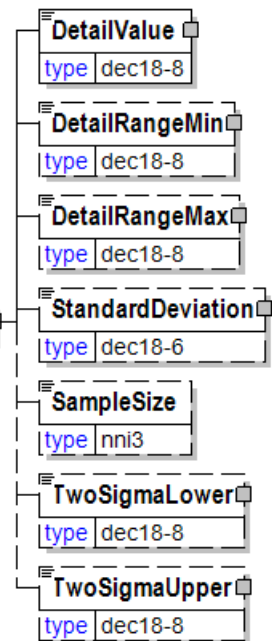 DetailValue
type dec18-8
DetailRangeMin
type dec18-8
DetailRangeMax
type dec18-8
StandardDeviation
type dec18-6
SampleSize
type nni3
TwoSigmaLower
type dec18-8
TwoSigmaUpper
type dec18-8